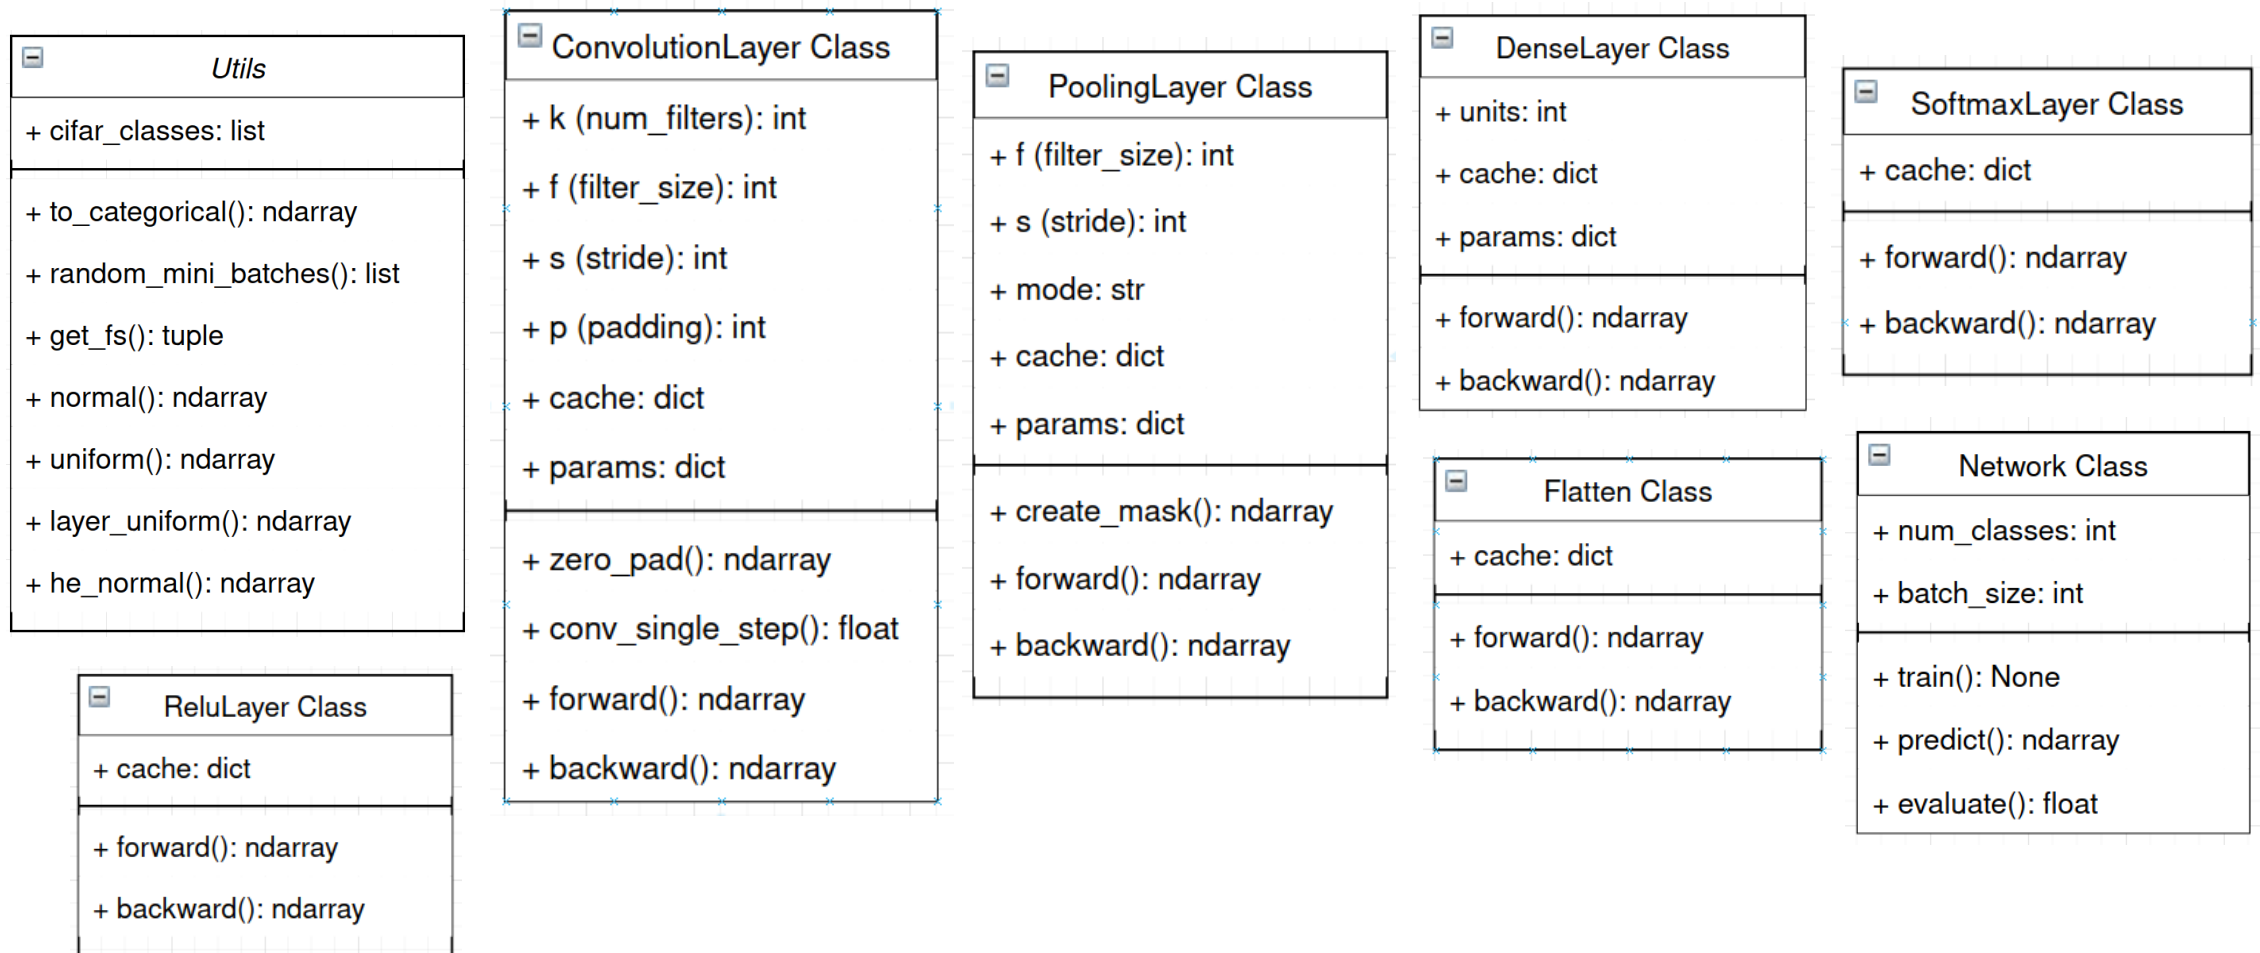 Utils
+ cifar_classes: list
+ to_categorical(): ndarray
+ random_mini_batches(): list
+ get_fs(): tuple
+ normal(): ndarray
+ uniform(): ndarray
+ layer_uniform(): ndarray
+ he_normal(): ndarray
ReluLayer Class
+ cache: dict
+ forward(): ndarray
+ backward(): ndarray
ConvolutionLayer Class
+ k (num_filters): int
+ f (filter_size): int
+ s (stride): int
+ p (padding): int
+ cache: dict
+ params: dict
+ zero_pad(): ndarray
+ conv_single_step(): float
+ forward(): ndarray
+ backward(): ndarray
PoolingLayer Class
+ f (filter_size): int
+ s (stride): int
+ mode: str
+ cache: dict
+ params: dict
+ create_mask(): ndarray
+ forward(): ndarray
+ backward(): ndarray
DenseLayer Class
+ units: int
+ cache: dict
+ params: dict
+ forward(): ndarray
+ backward(): ndarray
Flatten Class
+ cache: dict
+ forward(): ndarray
+ backward(): ndarray
SoftmaxLayer Class
+ cache: dict
+ forward(): ndarray
+ backward(): ndarray
Network Class
+ num_classes: int
+ batch_size: int
+ train(): None
+ predict(): ndarray
+ evaluate(): float